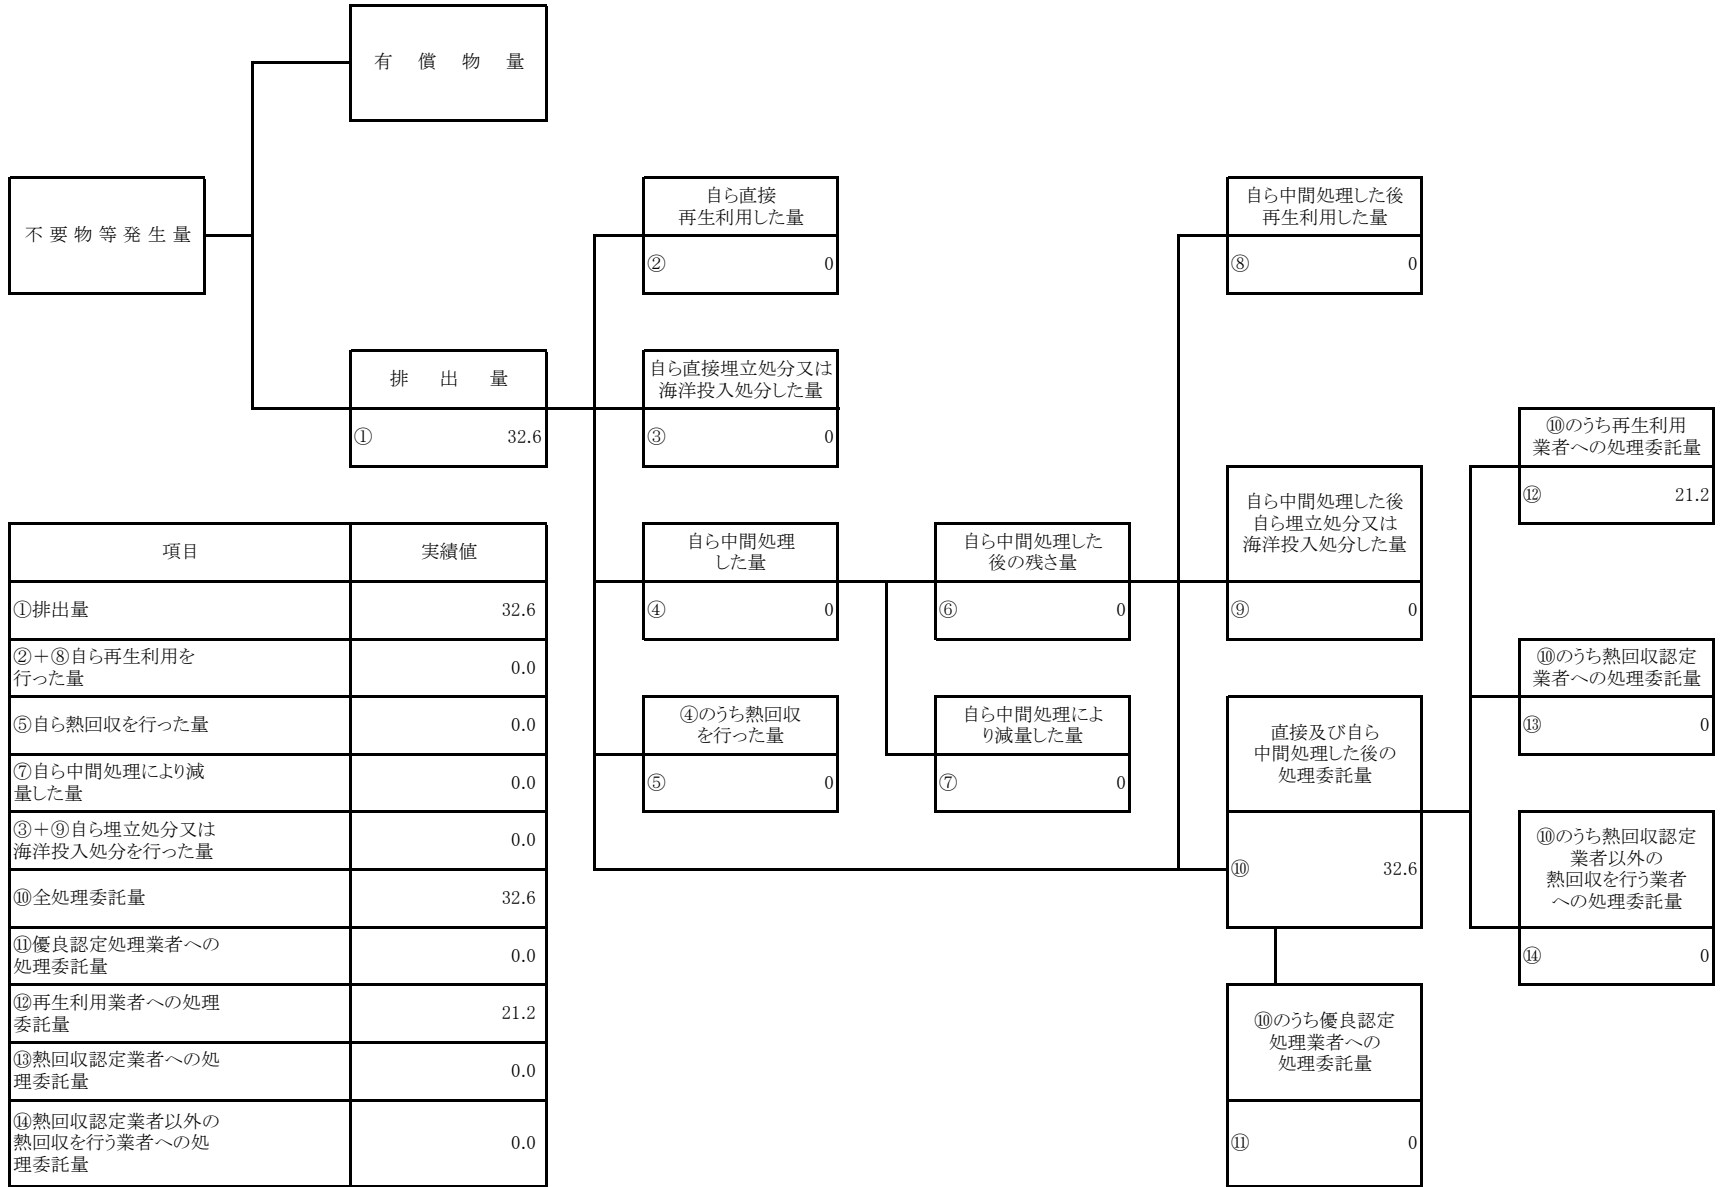 有 償 物 量
不 要 物 等 発 生 量
自ら直接
再生利用した量
② 0
自ら中間処理した後
再生利用した量
⑧ 0
排 出 量
① 32.6
自ら直接埋立処分又は
海洋投入処分した量
③ 0
⑩のうち再生利用
業者への処理委託量
⑫ 21.2
自ら中間処理
した量
④ 0
自ら中間処理した
後の残さ量
⑥ 0
自ら中間処理した後
自ら埋立処分又は
海洋投入処分した量
⑨ 0
⑩のうち熱回収認定
業者への処理委託量
⑬ 0
④のうち熱回収
を行った量
⑤ 0
自ら中間処理によ
り減量した量
⑦ 0
直接及び自ら
中間処理した後の
処理委託量
⑩ 32.6
⑩のうち熱回収認定
業者以外の
熱回収を行う業者
への処理委託量
⑭ 0
⑩のうち優良認定
処理業者への
処理委託量
⑪ 0
項目 実績値
①排出量 32.6
②＋⑧自ら再生利用を
行った量 0.0
⑤自ら熱回収を行った量 0.0
⑦自ら中間処理により減
量した量 0.0
③＋⑨自ら埋立処分又は
海洋投入処分を行った量 0.0
⑩全処理委託量 32.6
⑪優良認定処理業者への
処理委託量 0.0
⑫再生利用業者への処理
委託量 21.2
⑬熱回収認定業者への処
理委託量 0.0
⑭熱回収認定業者以外の
熱回収を行う業者への処
理委託量 0.0